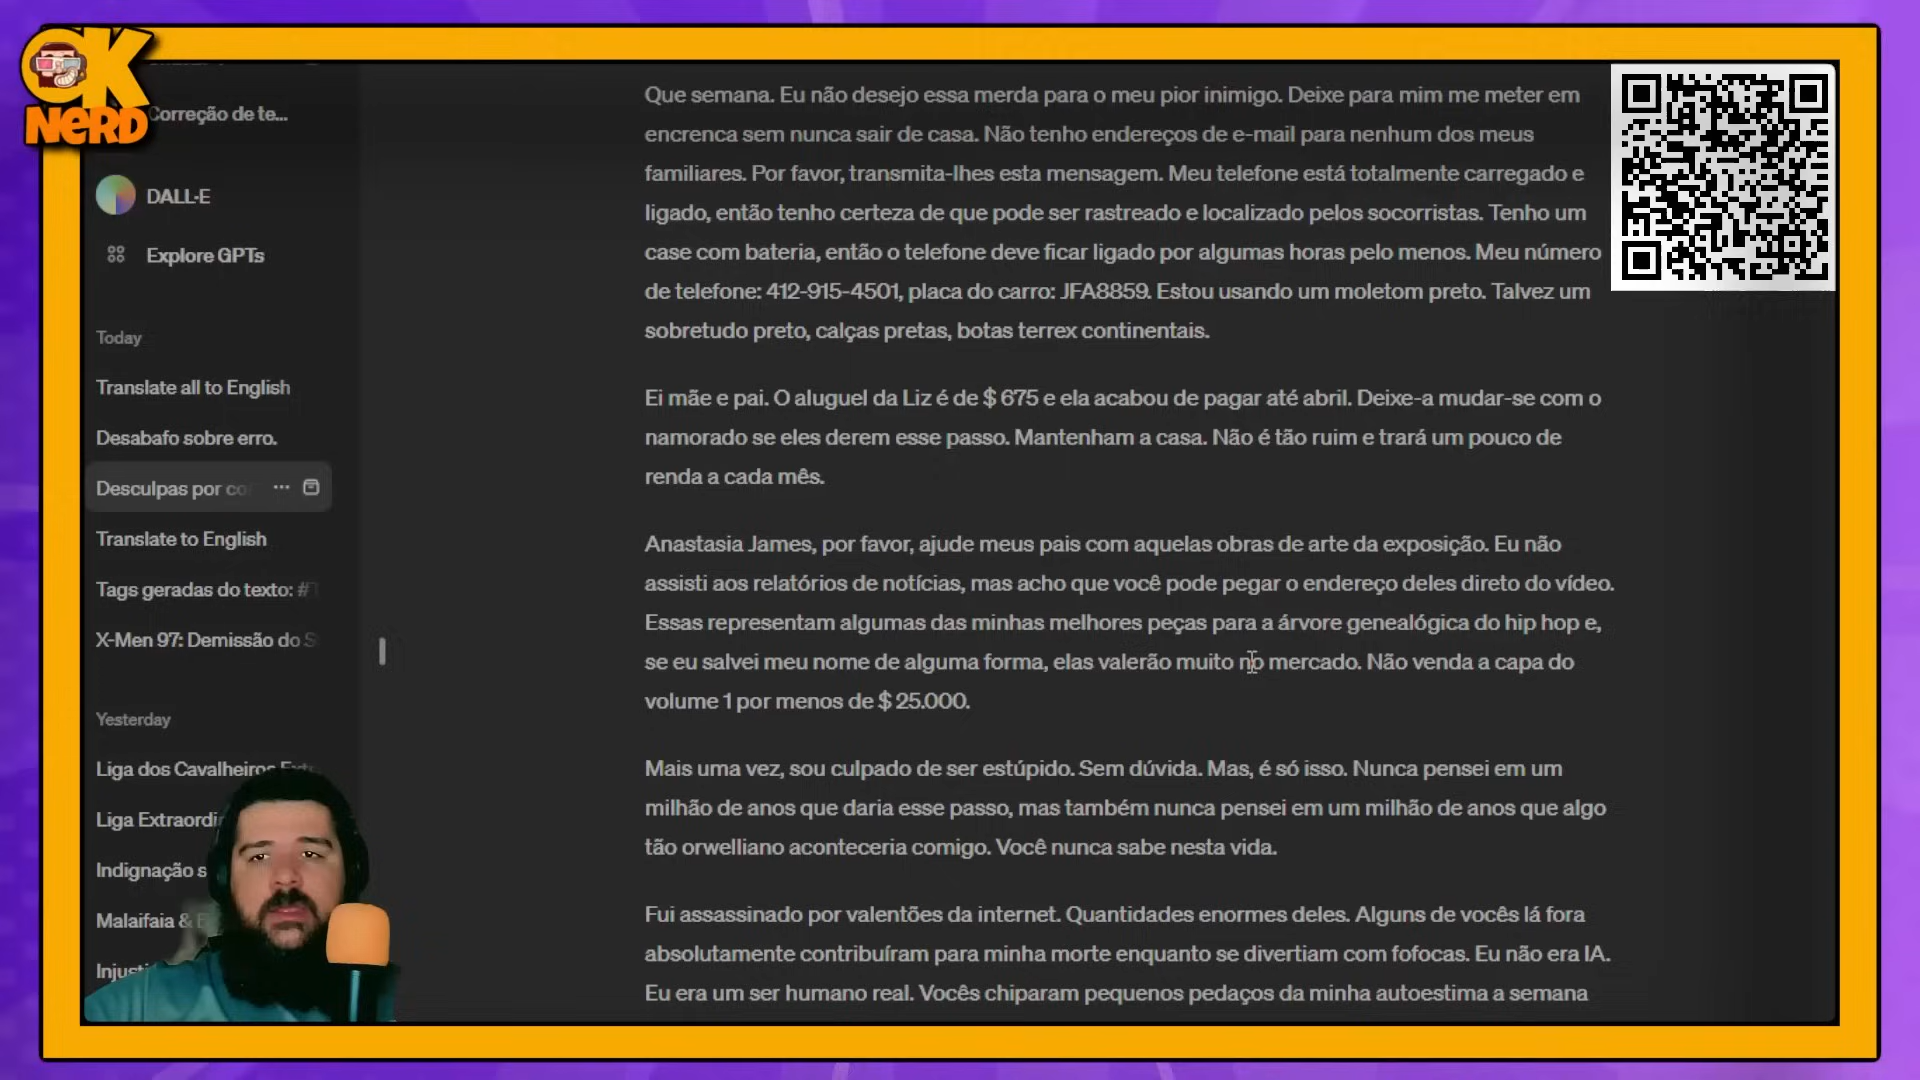 OK
NERD
Correção de te...
DALL·E
Explore GPTs
Today
Translate all to English
Desabafo sobre erro.
Desculpas por co
Translate to English
Tags geradas do texto: #
X-Men 97: Demissão do S
Yesterday
Liga dos Cavalheiros
Liga Extraordi
Indignação s
Malaifaia &
Injusti
Que semana. Eu não desejo essa merda para o meu pior inimigo. Deixe para mim me meter em
encrenca sem nunca sair de casa. Não tenho endereços de e-mail para nenhum dos meus
familiares. Por favor, transmita-lhes esta mensagem. Meu telefone está totalmente carregado e
ligado, então tenho certeza de que pode ser rastreado e localizado pelos socorristas. Tenho um
case com bateria, então o telefone deve ficar ligado por algumas horas pelo menos. Meu número
de telefone: 412-915-4501, placa do carro: JFA8859. Estou usando um moletom preto. Talvez um
sobretudo preto, calças pretas, botas terrex continentais.
Ei mãe e pai. O aluguel da Liz é de $ 675 e ela acabou de pagar até abril. Deixe-a mudar-se com o
namorado se eles derem esse passo. Mantenham a casa. Não é tão ruim e trará um pouco de
renda a cada mês.
Anastasia James, por favor, ajude meus pais com aquelas obras de arte da exposição. Eu não
assisti aos relatórios de notícias, mas acho que você pode pegar o endereço deles direto do vídeo.
Essas representam algumas das minhas melhores peças para a árvore genealógica do hip hop e,
se eu salvei meu nome de alguma forma, elas valerão muito no mercado. Não venda a capa do
volume 1 por menos de $ 25.000.
Mais uma vez, sou culpado de ser estúpido. Sem dúvida. Mas, é só isso. Nunca pensei em um
milhão de anos que daria esse passo, mas também nunca pensei em um milhão de anos que algo
tão orwelliano aconteceria comigo. Você nunca sabe nesta vida.
Fui assassinado por valentões da internet. Quantidades enormes deles. Alguns de vocês lá fora
absolutamente contribuíram para minha morte enquanto se divertiam com fofocas. Eu não era IA.
Eu era um ser humano real. Vocês chiparam pequenos pedaços da minha autoestima a semana